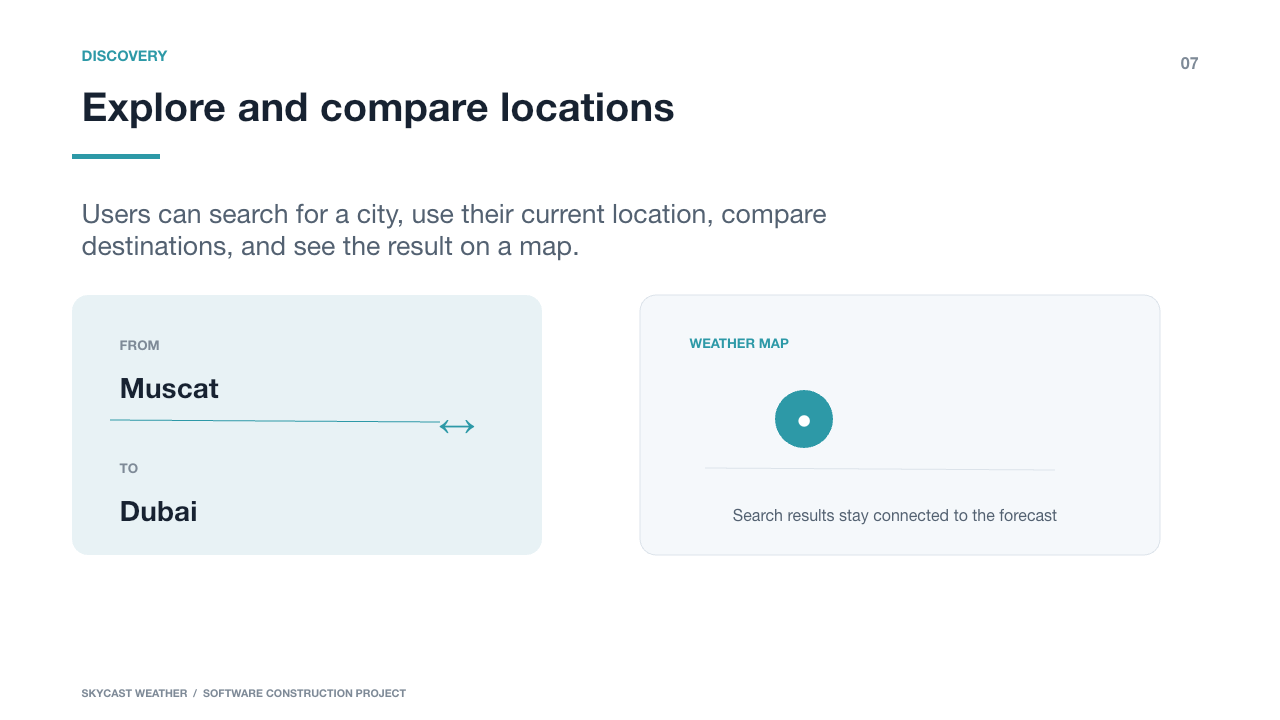 DISCOVERY
07
Explore and compare locations
Users can search for a city, use their current location, compare
destinations, and see the result on a map.
FROM
Muscat
↔
TO
Dubai
WEATHER MAP
Search results stay connected to the forecast
SKYCAST WEATHER / SOFTWARE CONSTRUCTION PROJECT